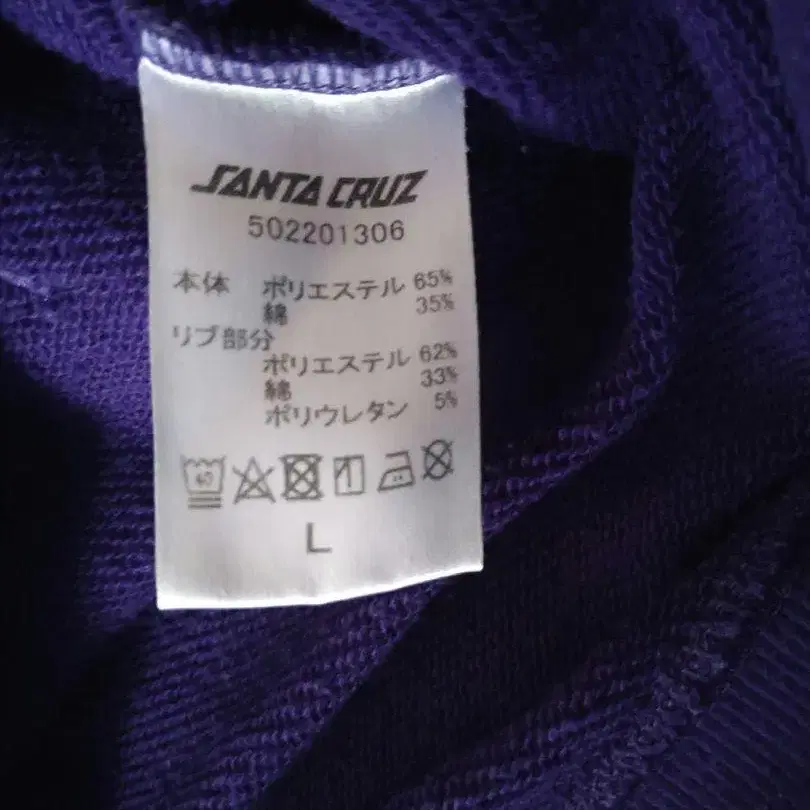 SANTA CRUZ
502201306
本体 ポリエステル 65%
綿 35%
リブ部分
ポリエステル 62%
綿 33%
ポリウレタン 5%
40
L